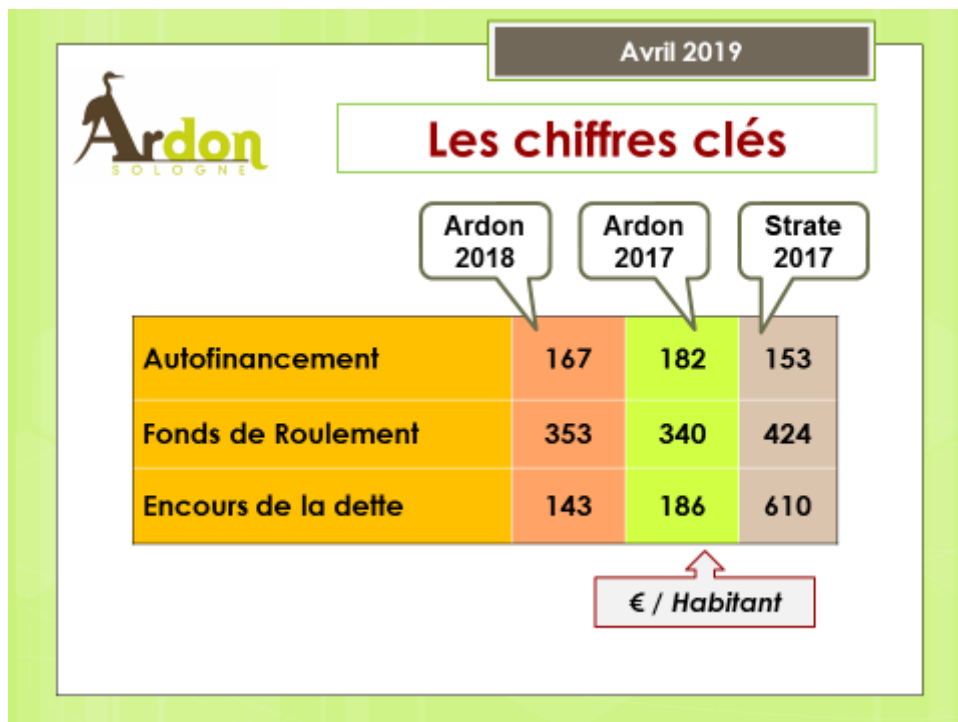 Avril 2019
Ardon
SOLOGNE
Les chiffres clés
Ardon
2018
Ardon
2017
Strate
2017
Autofinancement 167 182 153
Fonds de Roulement 353 340 424
Encours de la dette 143 186 610
€ / Habitant